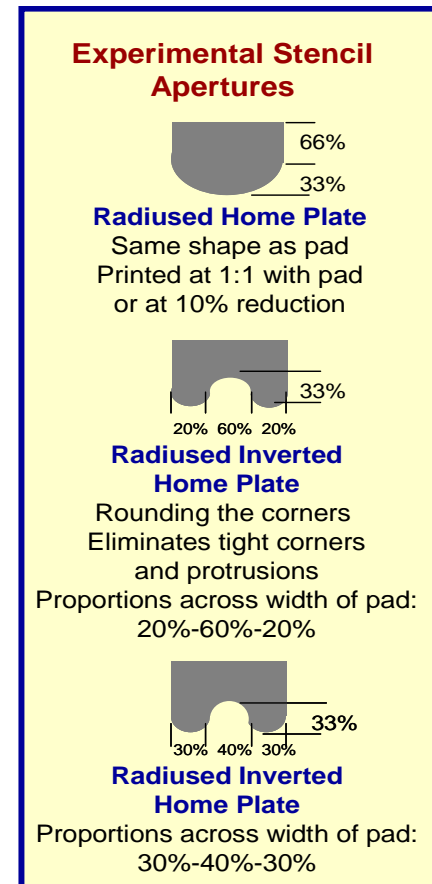 Experimental Stencil
Apertures
66%
33%
Radiused Home Plate
Same shape as pad
Printed at 1:1 with pad
or at 10% reduction
33%
20% 60% 20%
Radiused Inverted
Home Plate
Rounding the corners
Eliminates tight corners
and protrusions
Proportions across width of pad:
20%-60%-20%
33%
30% 40% 30%
Radiused Inverted
Home Plate
Proportions across width of pad:
30%-40%-30%